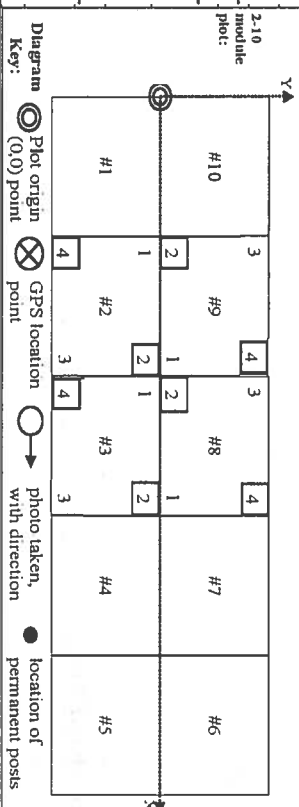 Y
2-10
module
plot:
3 4 3 4
#10 #9 #8 #7 #6
2 1 2 1
1 2 1 2
#1 #2 #3 #4 #5
4 3 4 3
Diagram Plot origin GPS location photo taken, location of
Key: (0,0) point point with direction permanent posts